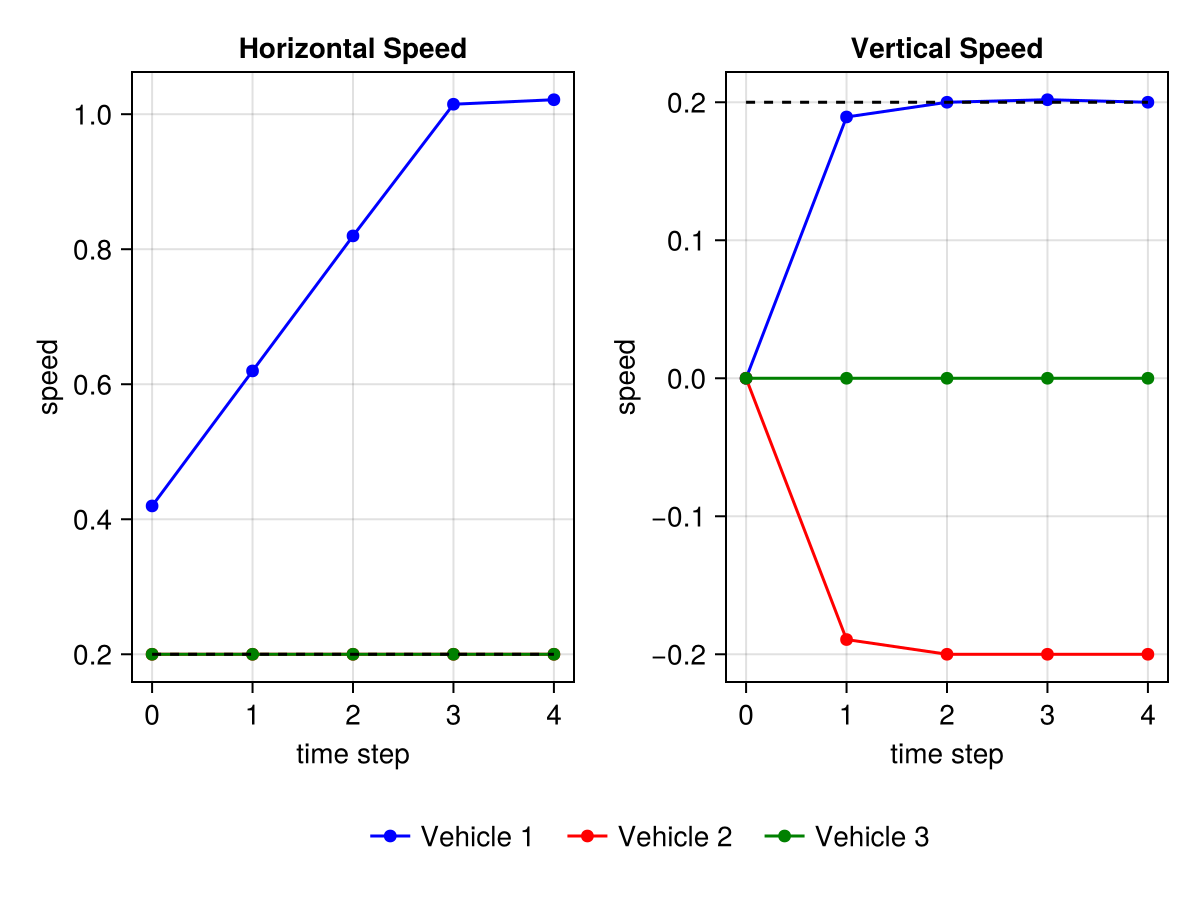 Horizontal Speed
1.0
0.8
0.6
0.4
0.2
speed
0 1 2 3 4
time step
Vertical Speed
0.2
0.1
0.0
−0.1
−0.2
speed
0 1 2 3 4
time step
Vehicle 1 Vehicle 2 Vehicle 3